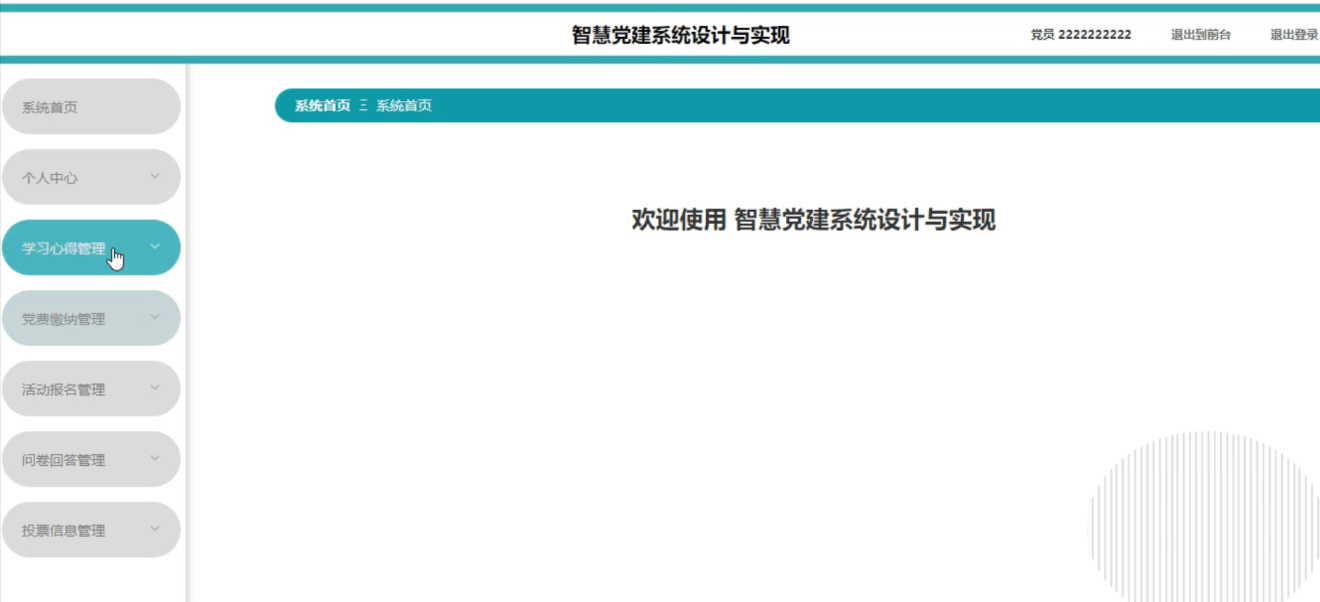 智慧党建系统设计与实现
党员 2222222222
退出到前台
退出登录
系统首页
个人中心
学习心得管理
党费缴纳管理
活动报名管理
问卷回答管理
投票信息管理
系统首页 Ξ 系统首页
欢迎使用 智慧党建系统设计与实现